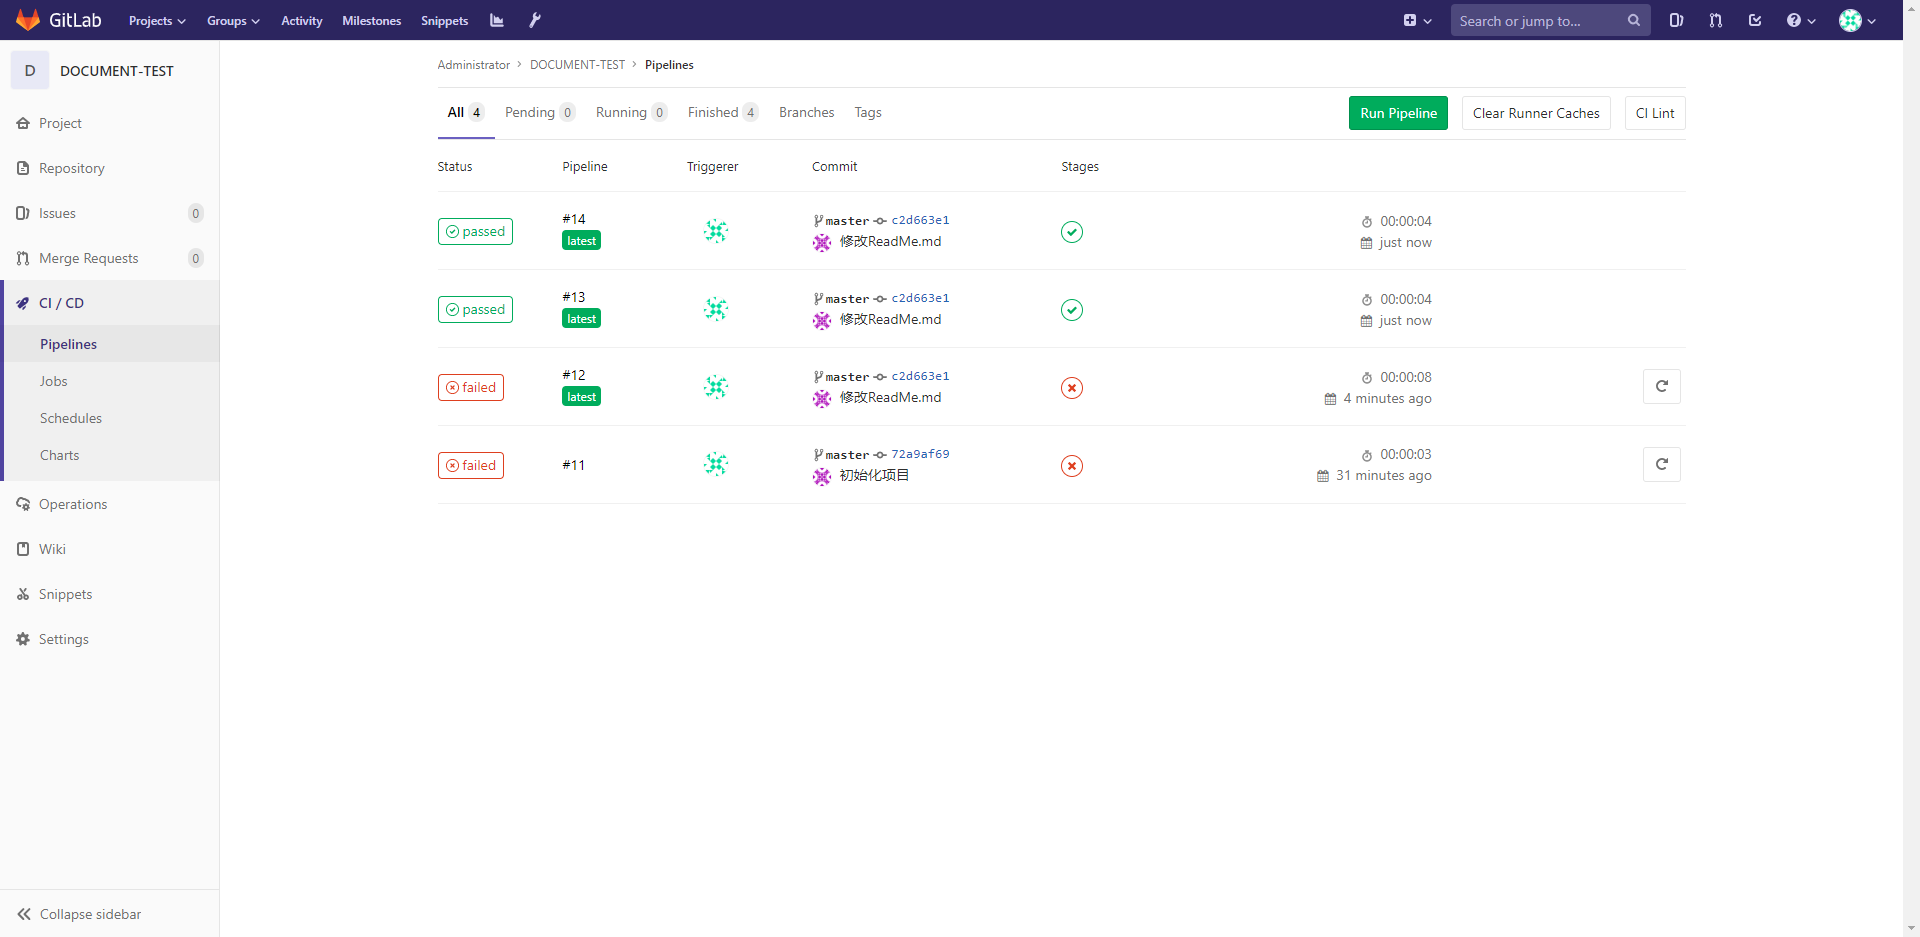 GitLab Projects Groups Activity Milestones Snippets Search or jump to...
D DOCUMENT-TEST
Project
Repository
Issues 0
Merge Requests 0
CI / CD
Pipelines
Jobs
Schedules
Charts
Operations
Wiki
Snippets
Settings
Collapse sidebar
Administrator > DOCUMENT-TEST > Pipelines
All 4 Pending 0 Running 0 Finished 4 Branches Tags Run Pipeline Clear Runner Caches CI Lint
Status Pipeline Triggerer Commit Stages
passed #14 latest master c2d663e1 00:00:04
修改ReadMe.md just now
passed #13 latest master c2d663e1 00:00:04
修改ReadMe.md just now
failed #12 latest master c2d663e1 00:00:08
修改ReadMe.md 4 minutes ago
failed #11 master 72a9af69 00:00:03
初始化项目 31 minutes ago